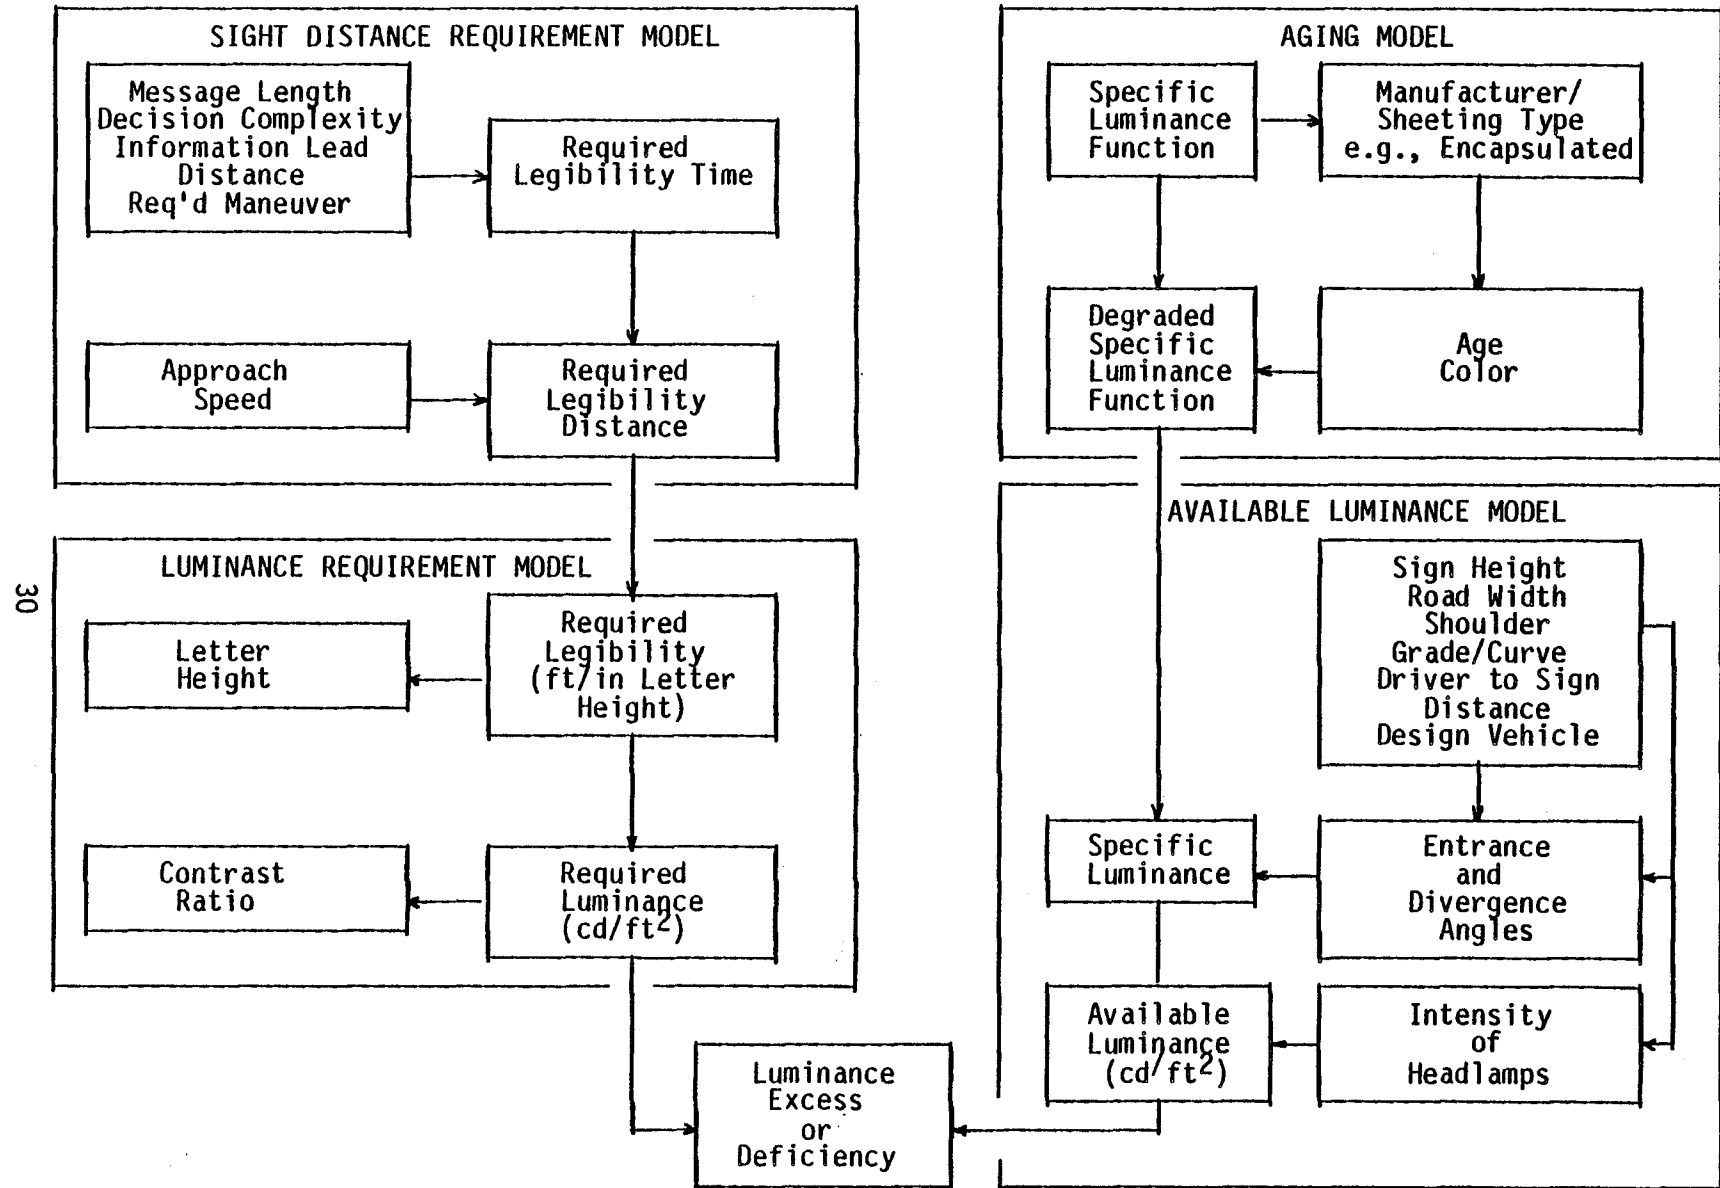 SIGHT DISTANCE REQUIREMENT MODEL
Message Length
Decision Complexity
Information Lead
Distance
Req'd Maneuver
Required
Legibility Time
Approach
Speed
Required
Legibility
Distance
LUMINANCE REQUIREMENT MODEL
Letter
Height
Required
Legibility
(ft/in Letter
Height)
Contrast
Ratio
Required
Luminance
(cd/ft2)
AGING MODEL
Specific
Luminance
Function
Manufacturer/
Sheeting Type
e.g., Encapsulated
Degraded
Specific
Luminance
Function
Age
Color
AVAILABLE LUMINANCE MODEL
Sign Height
Road Width
Shoulder
Grade/Curve
Driver to Sign
Distance
Design Vehicle
Specific
Luminance
Entrance
and
Divergence
Angles
Available
Luminance
(cd/ft2)
Intensity
of
Headlamps
Luminance
Excess
or
Deficiency
30